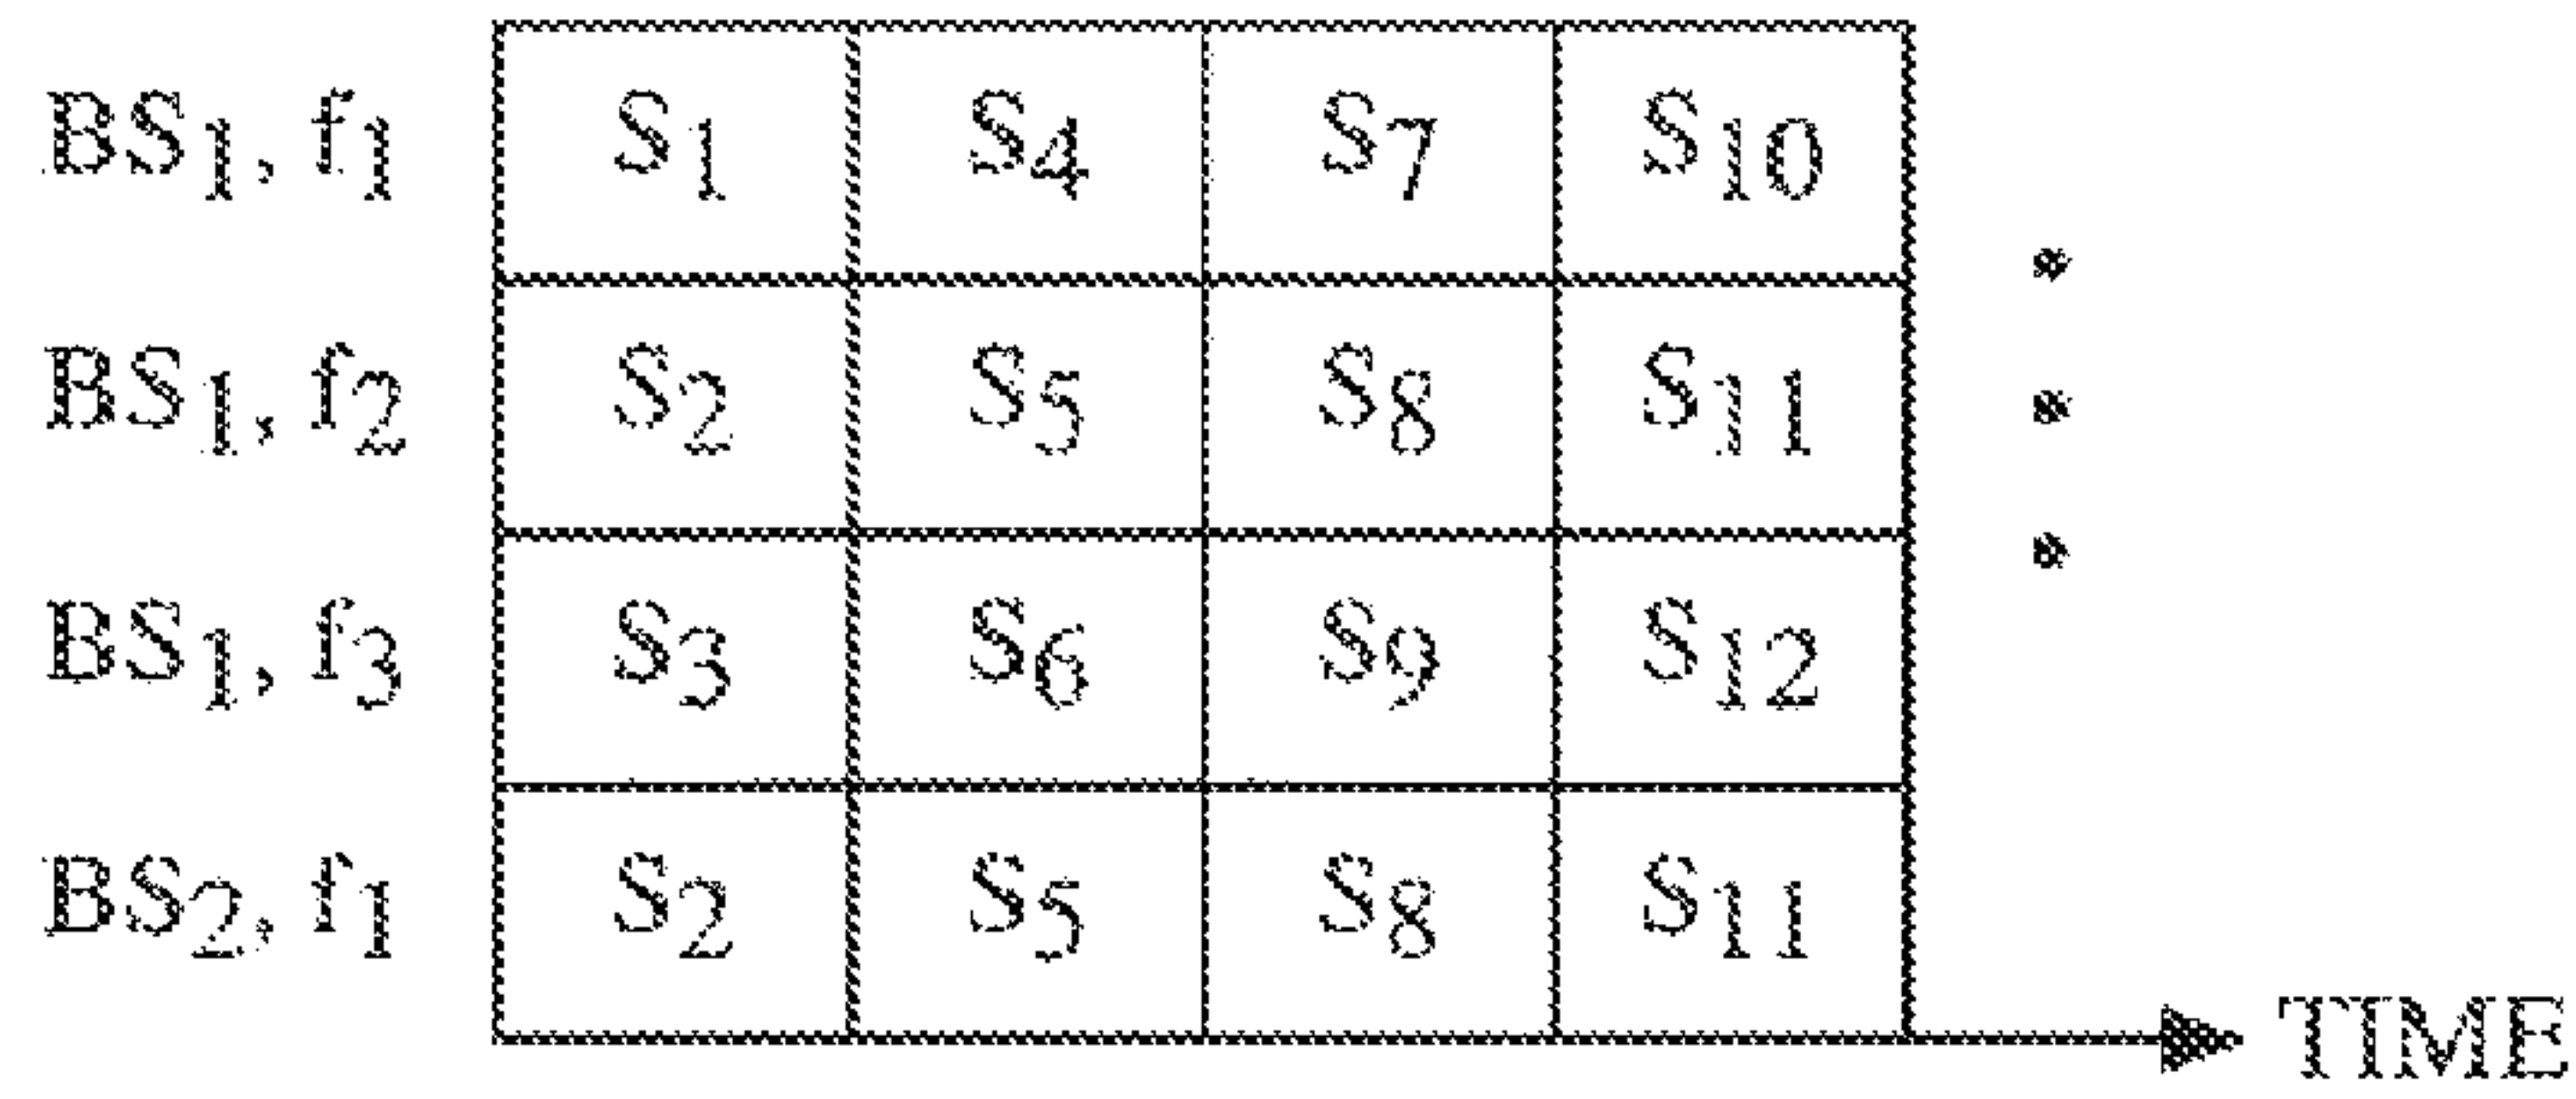 BS₁, f₁ S₁ S₄ S₇ S₁₀
BS₁, f₂ S₂ S₅ S₈ S₁₁
BS₁, f₃ S₃ S₆ S₉ S₁₂
BS₂, f₁ S₂ S₅ S₈ S₁₁
TIME